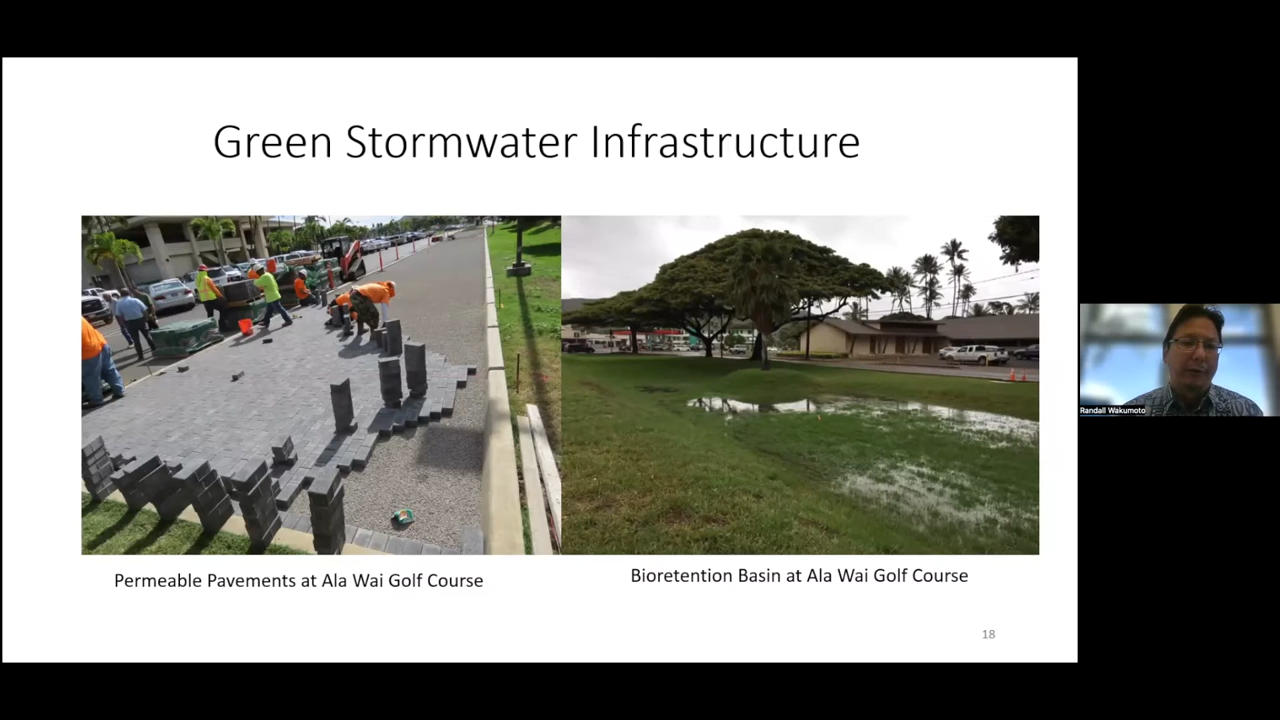 Green Stormwater Infrastructure
Permeable Pavements at Ala Wai Golf Course
Bioretention Basin at Ala Wai Golf Course
18
Randall Wakumoto